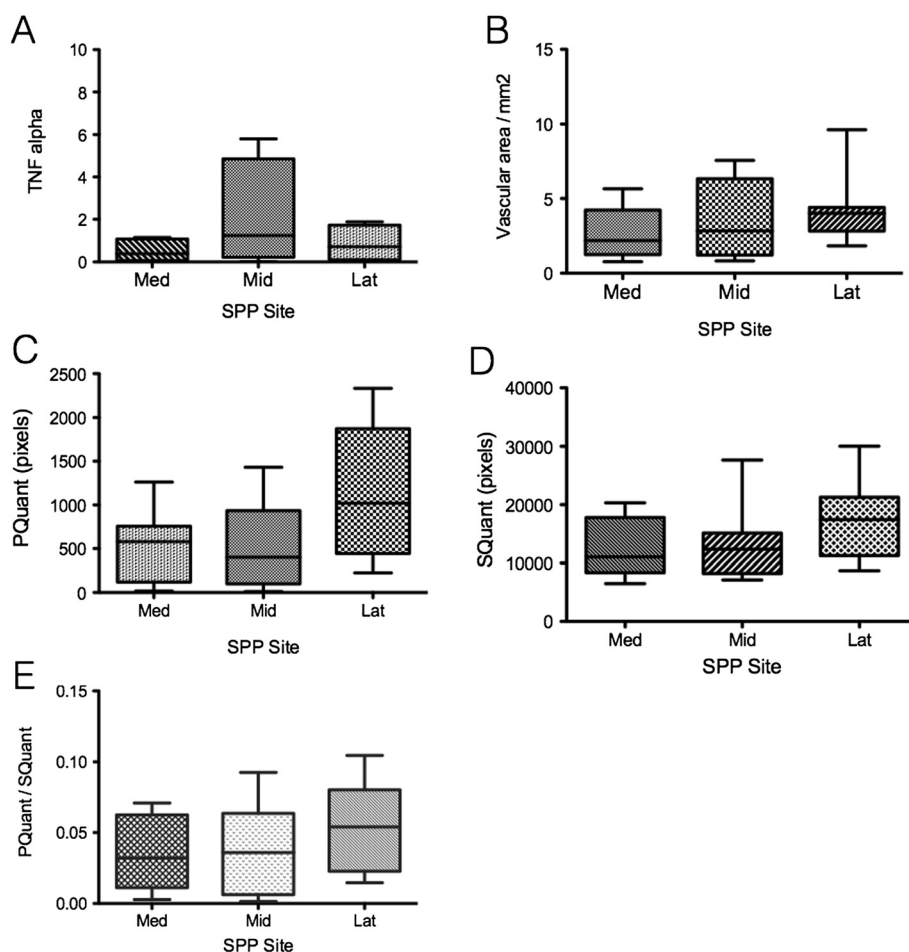 A
10
8
6
4
2
0
TNF alpha
Med Mid Lat
SPP Site
B
15
10
5
0
Vascular area / mm2
Med Mid Lat
SPP Site
C
2500
2000
1500
1000
500
0
PQuant (pixels)
Med Mid Lat
SPP Site
D
40000
30000
20000
10000
0
SQuant (pixels)
Med Mid Lat
SPP Site
E
0.15
0.10
0.05
0.00
PQuant / SQuant
Med Mid Lat
SPP Site